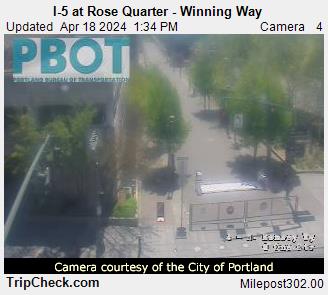 I-5 at Rose Quarter - Winning Way
Updated Apr 18 2024 1:34 PM Camera 4
PBOT
PORTLAND BUREAU OF TRANSPORTATION
Camera courtesy of the City of Portland
TripCheck.com Milepost302.00